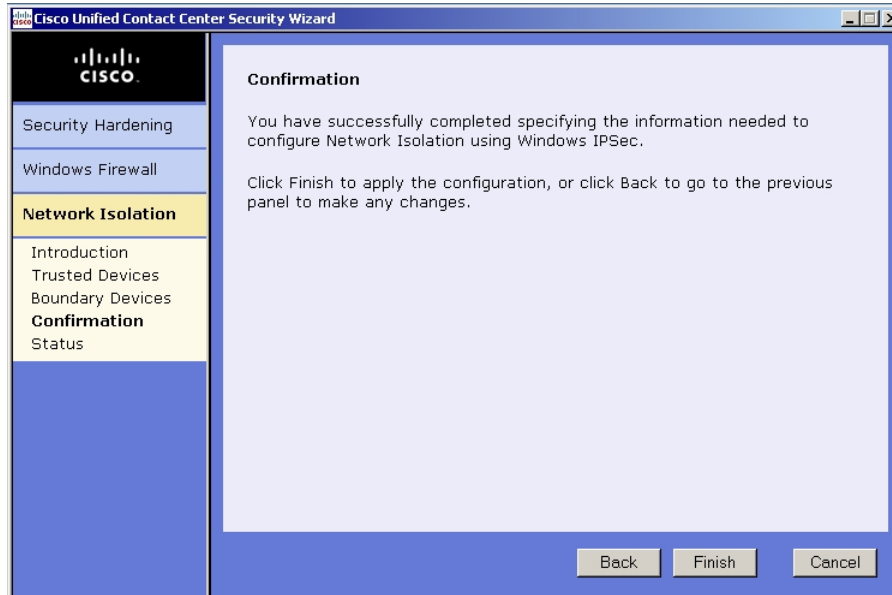 Cisco Unified Contact Center Security Wizard
CISCO
Security Hardening
Windows Firewall
Network Isolation
Introduction
Trusted Devices
Boundary Devices
Confirmation
Status
Confirmation
You have successfully completed specifying the information needed to
configure Network Isolation using Windows IPSec.
Click Finish to apply the configuration, or click Back to go to the previous
panel to make any changes.
Back
Finish
Cancel